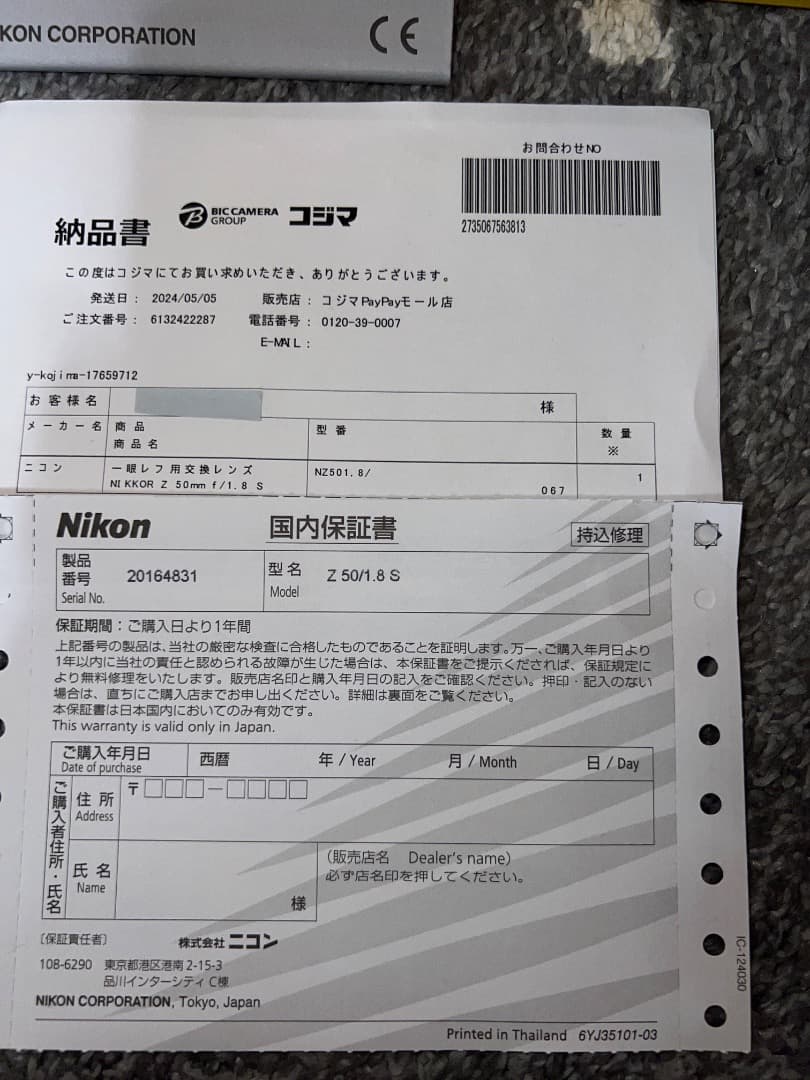 KON CORPORATION CE
お問合わせNO
納品書 BIC CAMERA GROUP コジマ
2735067563813
この度はコジマにてお買い求めいただき、ありがとうございます。
発送日： 2024/05/05 販売店： コジマPayPayモール店
ご注文番号： 6132422287 電話番号： 0120-39-0007
E-MAIL：
y-kojima-17659712
お客様名 様
メーカー名 商品 型番 数量
商品名 ※
ニコン 一眼レフ用交換レンズ NZ501.8/ 1
NIKKOR Z 50mm f/1.8 S 067
Nikon 国内保証書 持込修理
製品番号 20164831 型名 Z 50/1.8 S
Serial No. Model
保証期間：ご購入日より1年間
上記番号の製品は、当社の厳密な検査に合格したものであることを証明します。万一、ご購入年月日より
1年以内に当社の責任と認められる故障が生じた場合は、本保証書をご提示くだされば、保証規定に
より無料修理をいたします。販売店名印と購入年月日の記入をご確認ください。押印・記入のない
場合は、直ちにご購入店までお申し出ください。詳細は裏面をご覧ください。
本保証書は日本国内においてのみ有効です。
This warranty is valid only in Japan.
ご購入年月日 西暦 年 / Year 月 / Month 日 / Day
Date of purchase
ご購入者住所・氏名
住所 〒 －
Address
氏名 様
Name
（販売店名 Dealer's name）
必ず店名印を押してください。
〔保証責任者〕 株式会社 ニコン
108-6290 東京都港区港南 2-15-3
品川インターシティ C棟
NIKON CORPORATION, Tokyo, Japan
Printed in Thailand 6YJ35101-03
IC-124030